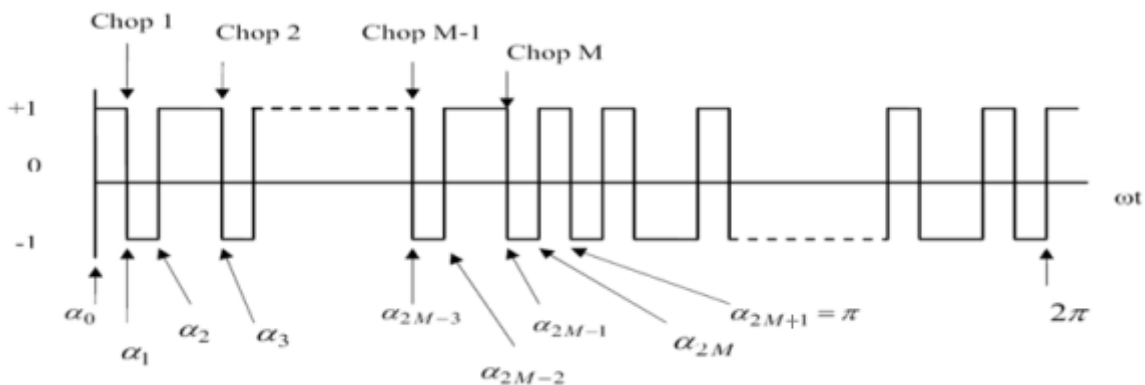 Chop 1
Chop 2
Chop M-1
Chop M
+1
0
-1
ωt
α₀
α₁
α₂
α₃
α₂M₋₃
α₂M₋₂
α₂M₋₁
α₂M
α₂M₊₁ = π
2π